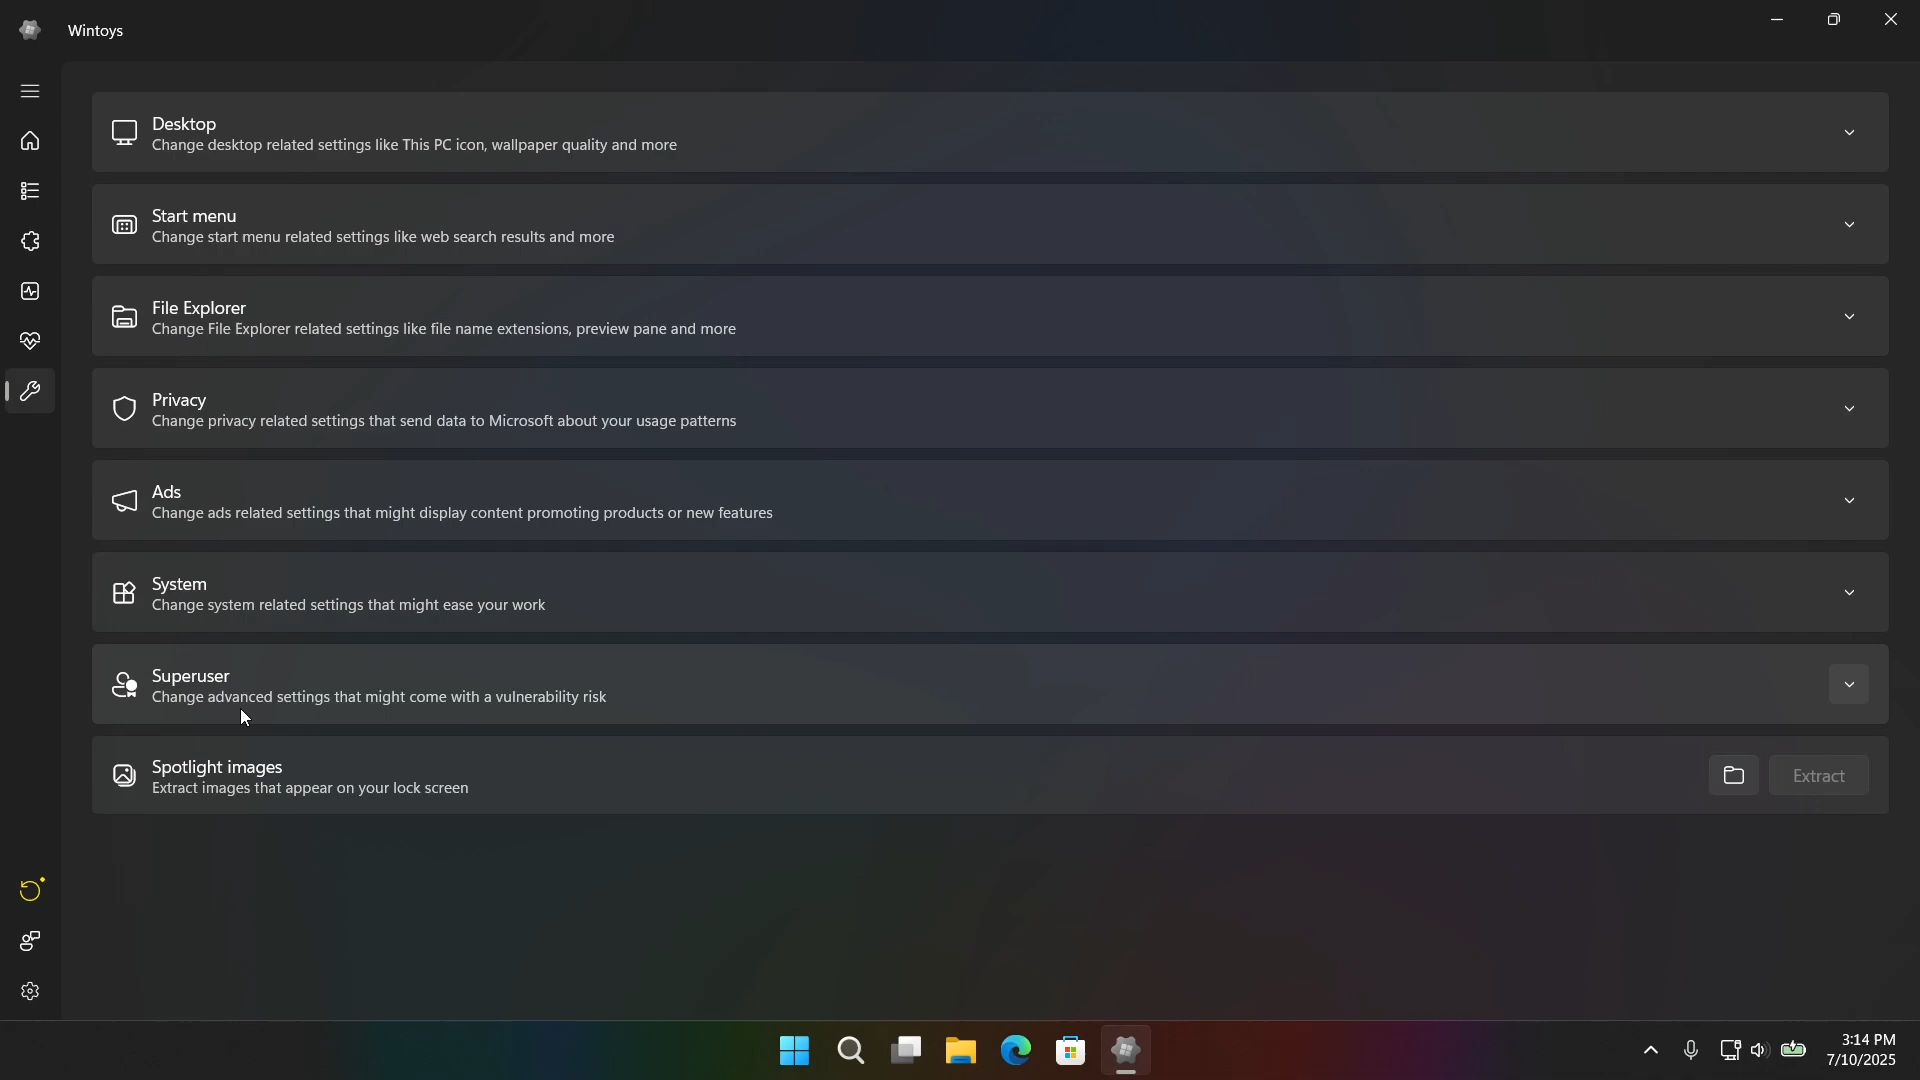 Wintoys
Desktop
Change desktop related settings like This PC icon, wallpaper quality and more
Start menu
Change start menu related settings like web search results and more
File Explorer
Change File Explorer related settings like file name extensions, preview pane and more
Privacy
Change privacy related settings that send data to Microsoft about your usage patterns
Ads
Change ads related settings that might display content promoting products or new features
System
Change system related settings that might ease your work
Superuser
Change advanced settings that might come with a vulnerability risk
Spotlight images
Extract images that appear on your lock screen
Extract
3:14 PM
7/10/2025